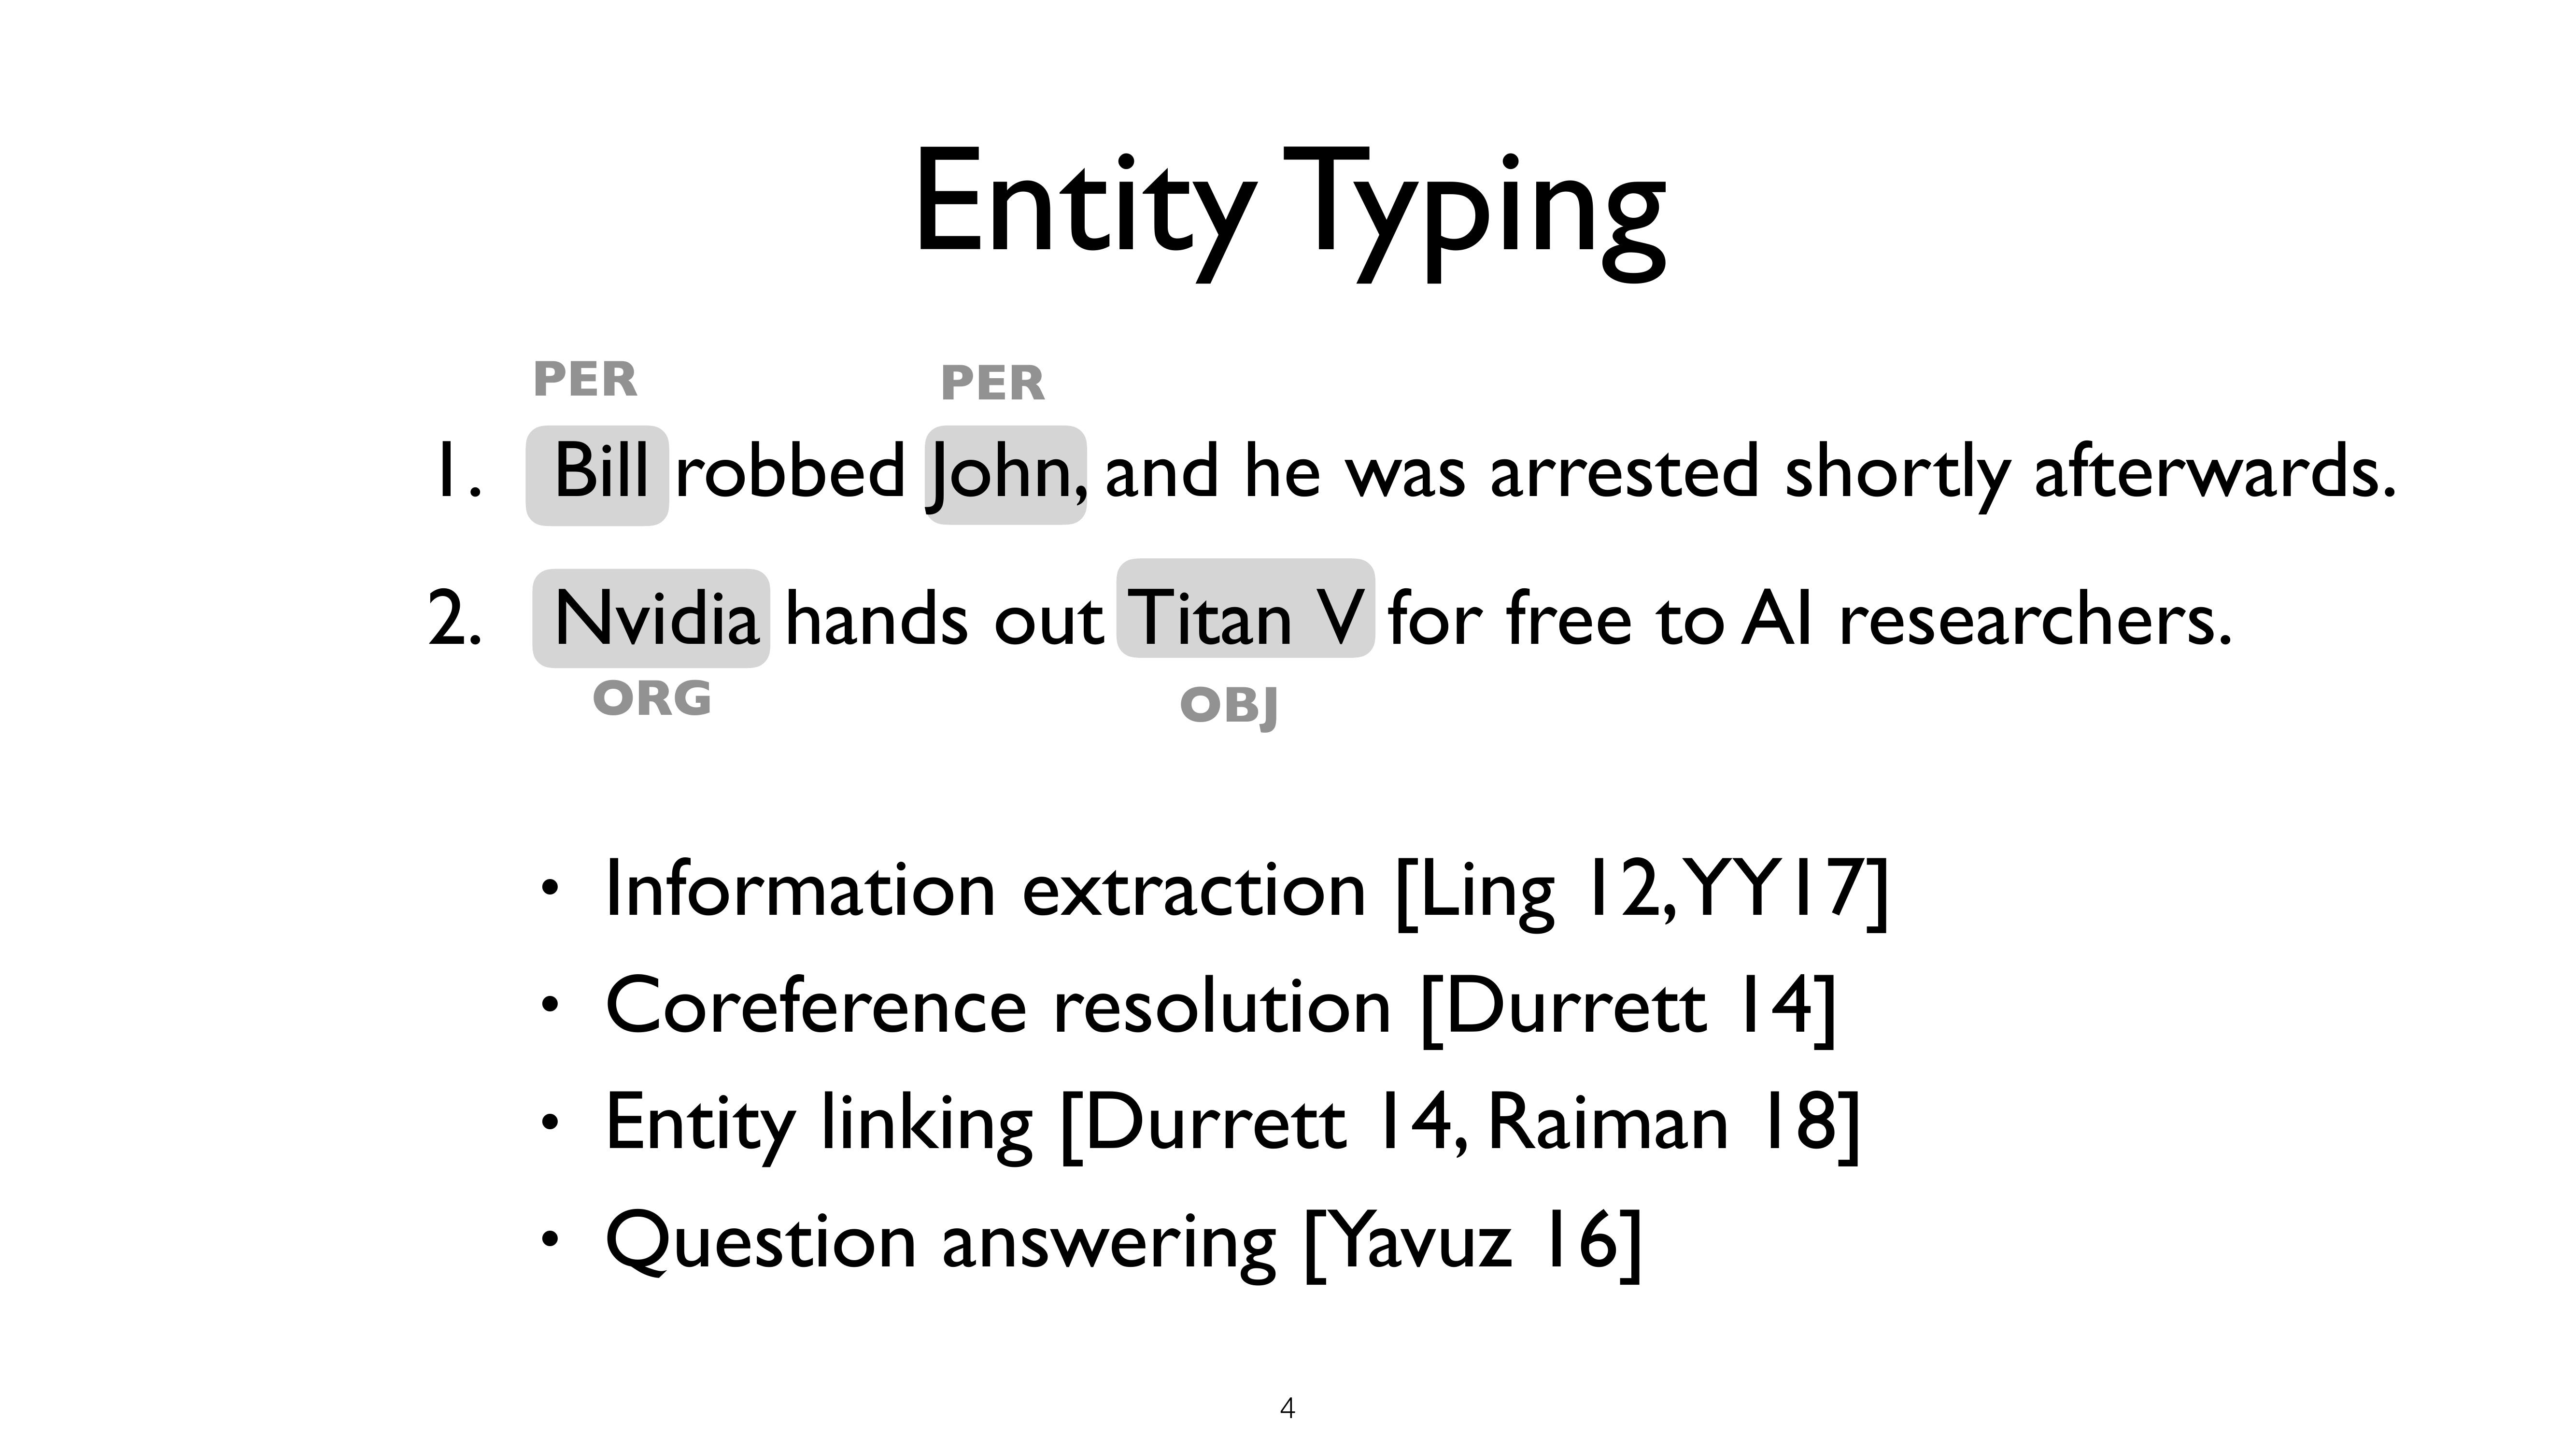 Entity Typing
PER PER
1. Bill robbed John, and he was arrested shortly afterwards.
2. Nvidia hands out Titan V for free to AI researchers.
ORG OBJ
• Information extraction [Ling 12, YY17]
• Coreference resolution [Durrett 14]
• Entity linking [Durrett 14, Raiman 18]
• Question answering [Yavuz 16]
4